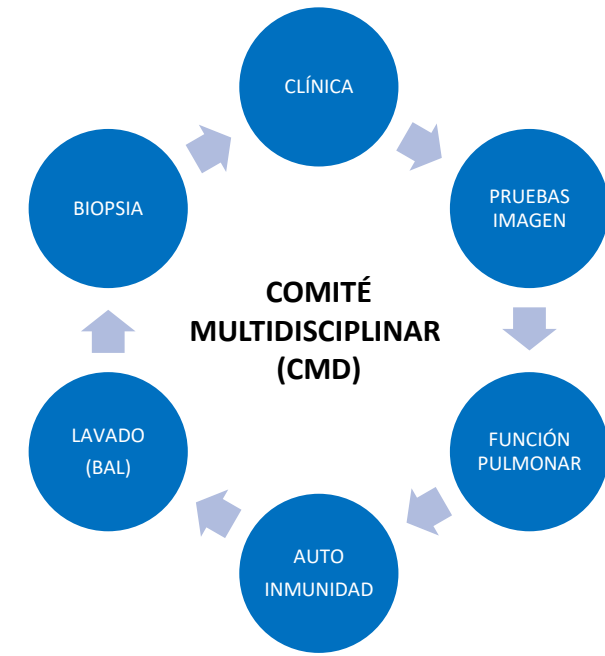 CLÍNICA
PRUEBAS
IMAGEN
FUNCIÓN
PULMONAR
AUTO
INMUNIDAD
LAVADO
(BAL)
BIOPSIA
COMITÉ
MULTIDISCIPLINAR
(CMD)